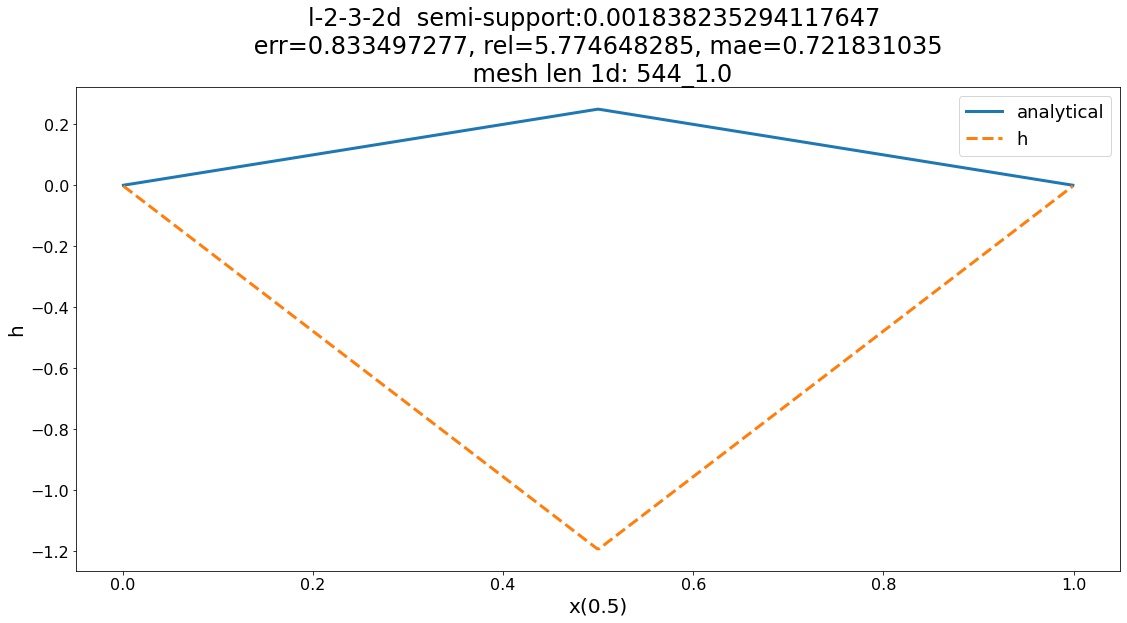 l-2-3-2d  semi-support:0.001838235294117647
err=0.833497277, rel=5.774648285, mae=0.721831035
mesh len 1d: 544_1.0
analytical
h
0.2
0.0
−0.2
−0.4
−0.6
−0.8
−1.0
−1.2
h
0.0
0.2
0.4
0.6
0.8
1.0
x(0.5)